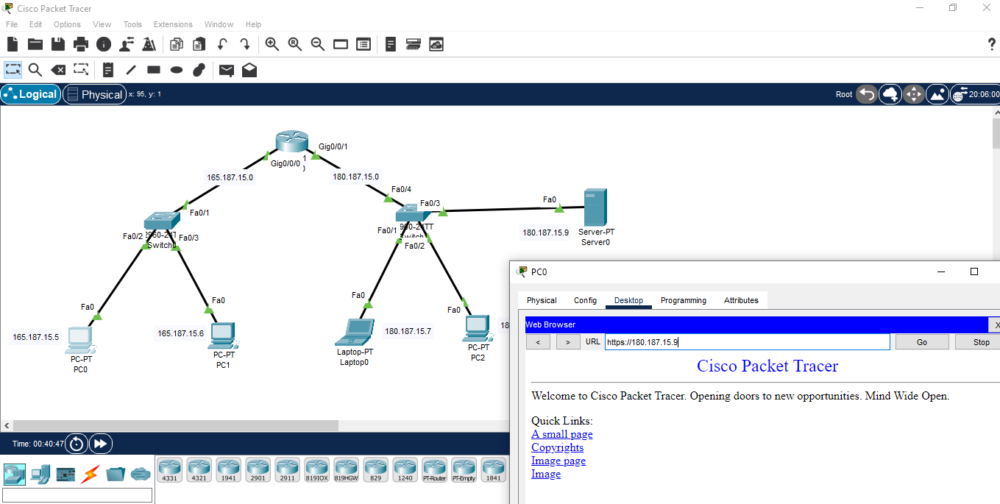 Cisco Packet Tracer
File Edit Options View Tools Extensions Window Help
Logical Physical x: 95, y: 1 Root 20:06:00
Gig0/0/1
Gig0/0/0
165.187.15.0
180.187.15.0
Fa0/4
Fa0/3
Fa0
Fa0/1
Fa0/2
Fa0/3
Switch
Fa0/1
Fa0/2
180.187.15.9
Server-PT
Server0
Fa0
165.187.15.5
PC-PT
PC0
Fa0
165.187.15.6
PC-PT
PC1
Fa0
180.187.15.7
Laptop-PT
Laptop0
Fa0
PC-PT
PC2
PC0
Physical Config Desktop Programming Attributes
Web Browser X
< > URL https://180.187.15.9 Go Stop
Cisco Packet Tracer
Welcome to Cisco Packet Tracer. Opening doors to new opportunities. Mind Wide Open.
Quick Links:
A small page
Copyrights
Image page
Image
Time: 00:40:47
4331 4321 1941 2901 2911 819IOX 819HGW 829 1240 PT-Router PT-Empty 1841